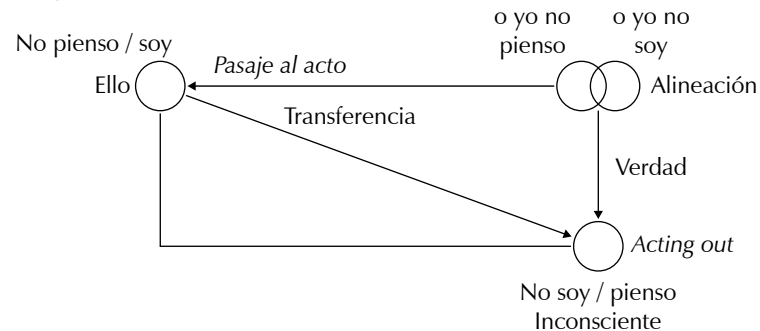 o yo no
pienso
o yo no
soy
No pienso / soy
Pasaje al acto
Ello
Alineación
Transferencia
Verdad
Acting out
No soy / pienso
Inconsciente